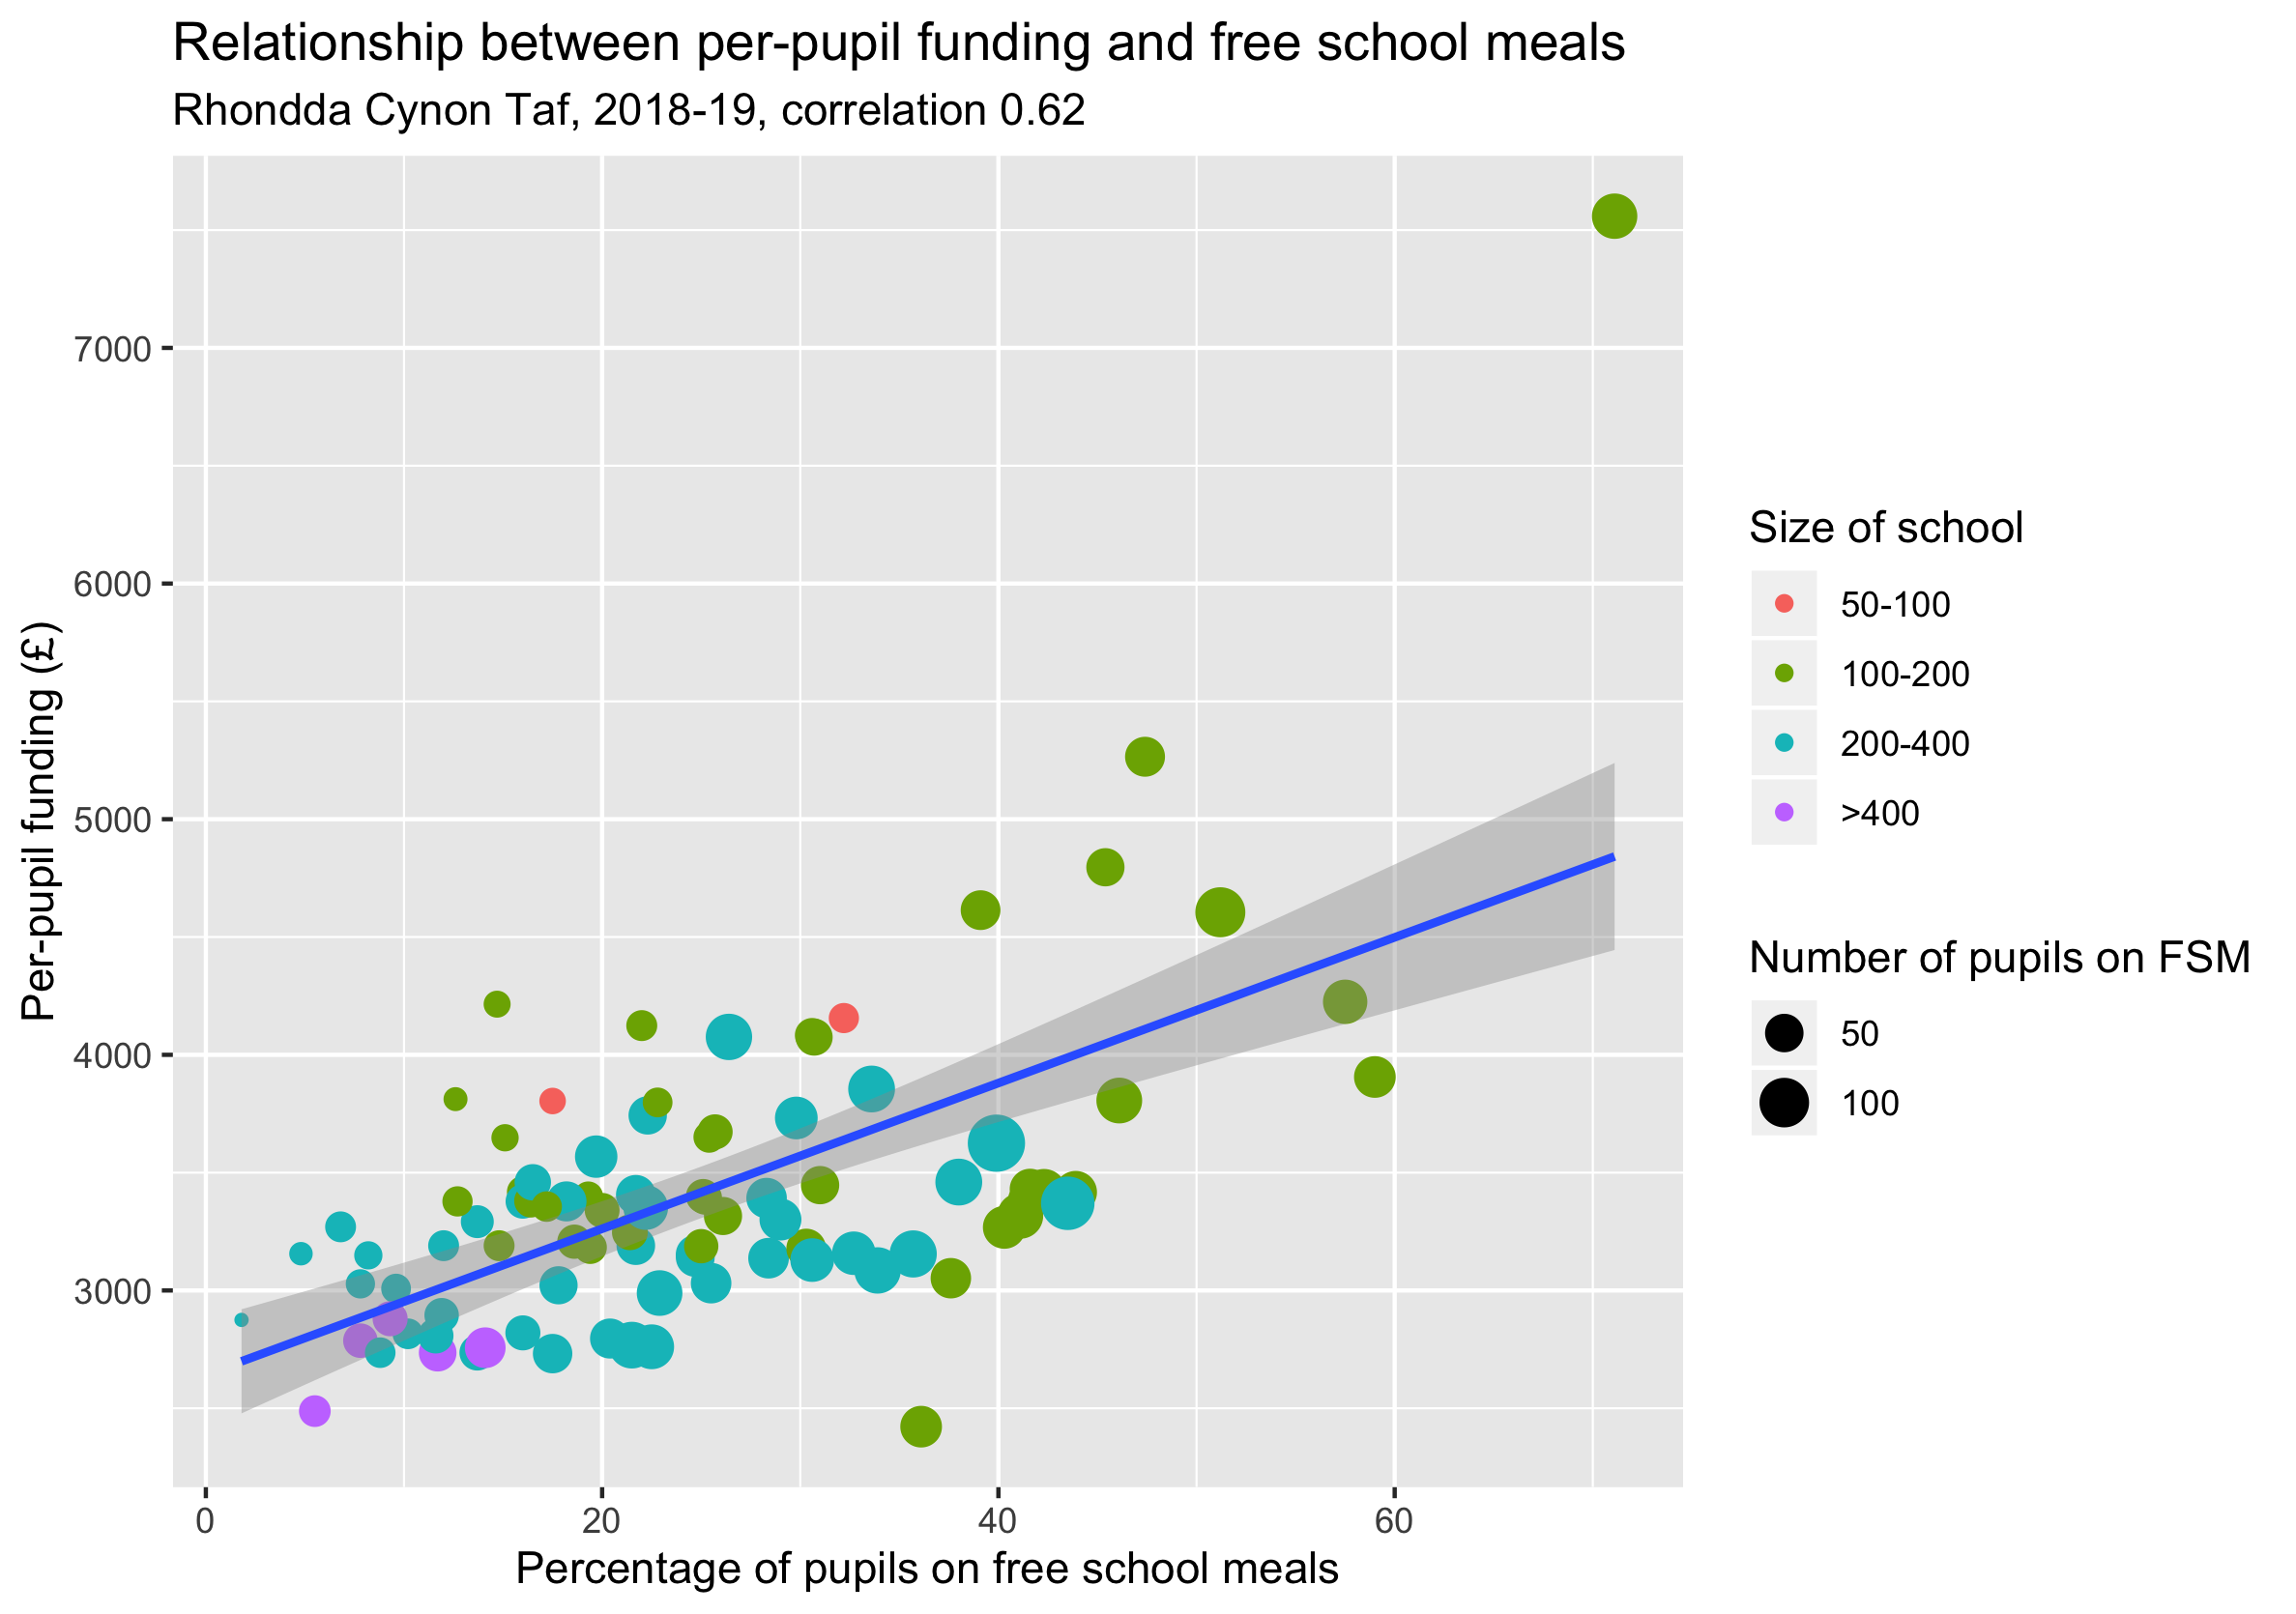 Relationship between per-pupil funding and free school meals
Rhondda Cynon Taf, 2018-19, correlation 0.62
Per-pupil funding (£)
7000
6000
5000
4000
3000
0
20
40
60
Percentage of pupils on free school meals
Size of school
50-100
100-200
200-400
>400
Number of pupils on FSM
50
100